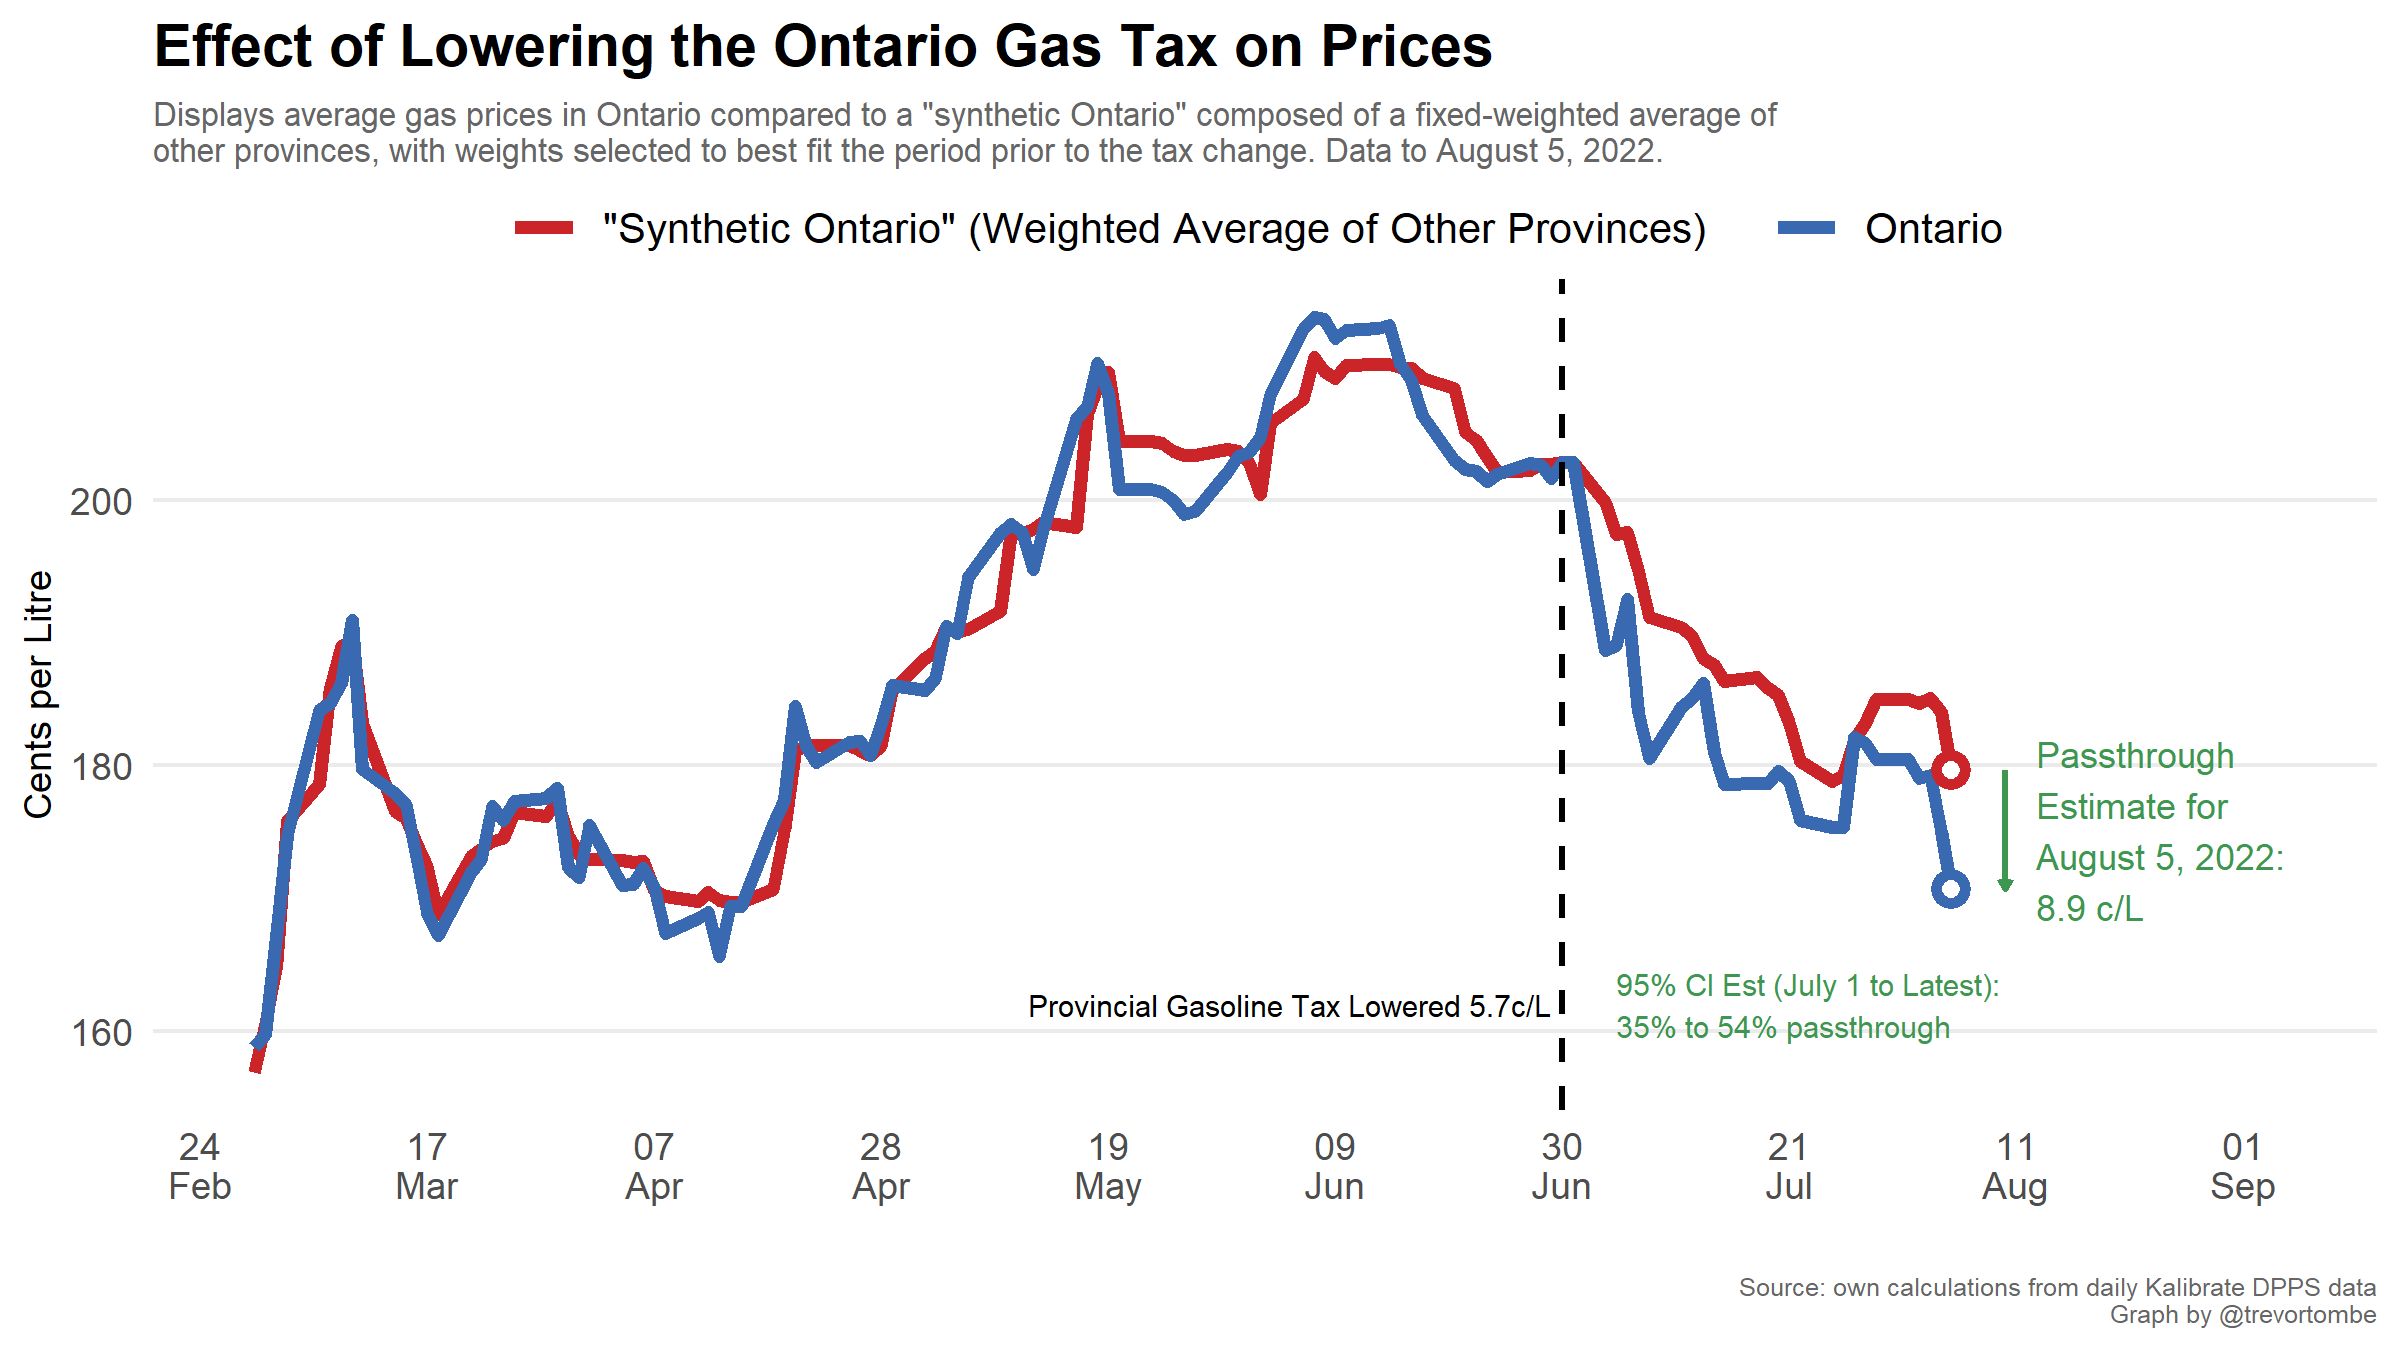 Effect of Lowering the Ontario Gas Tax on Prices
Displays average gas prices in Ontario compared to a "synthetic Ontario" composed of a fixed-weighted average of
other provinces, with weights selected to best fit the period prior to the tax change. Data to August 5, 2022.
"Synthetic Ontario" (Weighted Average of Other Provinces)
Ontario
Cents per Litre
200
180
160
Passthrough
Estimate for
August 5, 2022:
8.9 c/L
95% CI Est (July 1 to Latest):
35% to 54% passthrough
Provincial Gasoline Tax Lowered 5.7c/L
24
Feb
17
Mar
07
Apr
28
Apr
19
May
09
Jun
30
Jun
21
Jul
11
Aug
01
Sep
Source: own calculations from daily Kalibrate DPPS data
Graph by @trevortombe